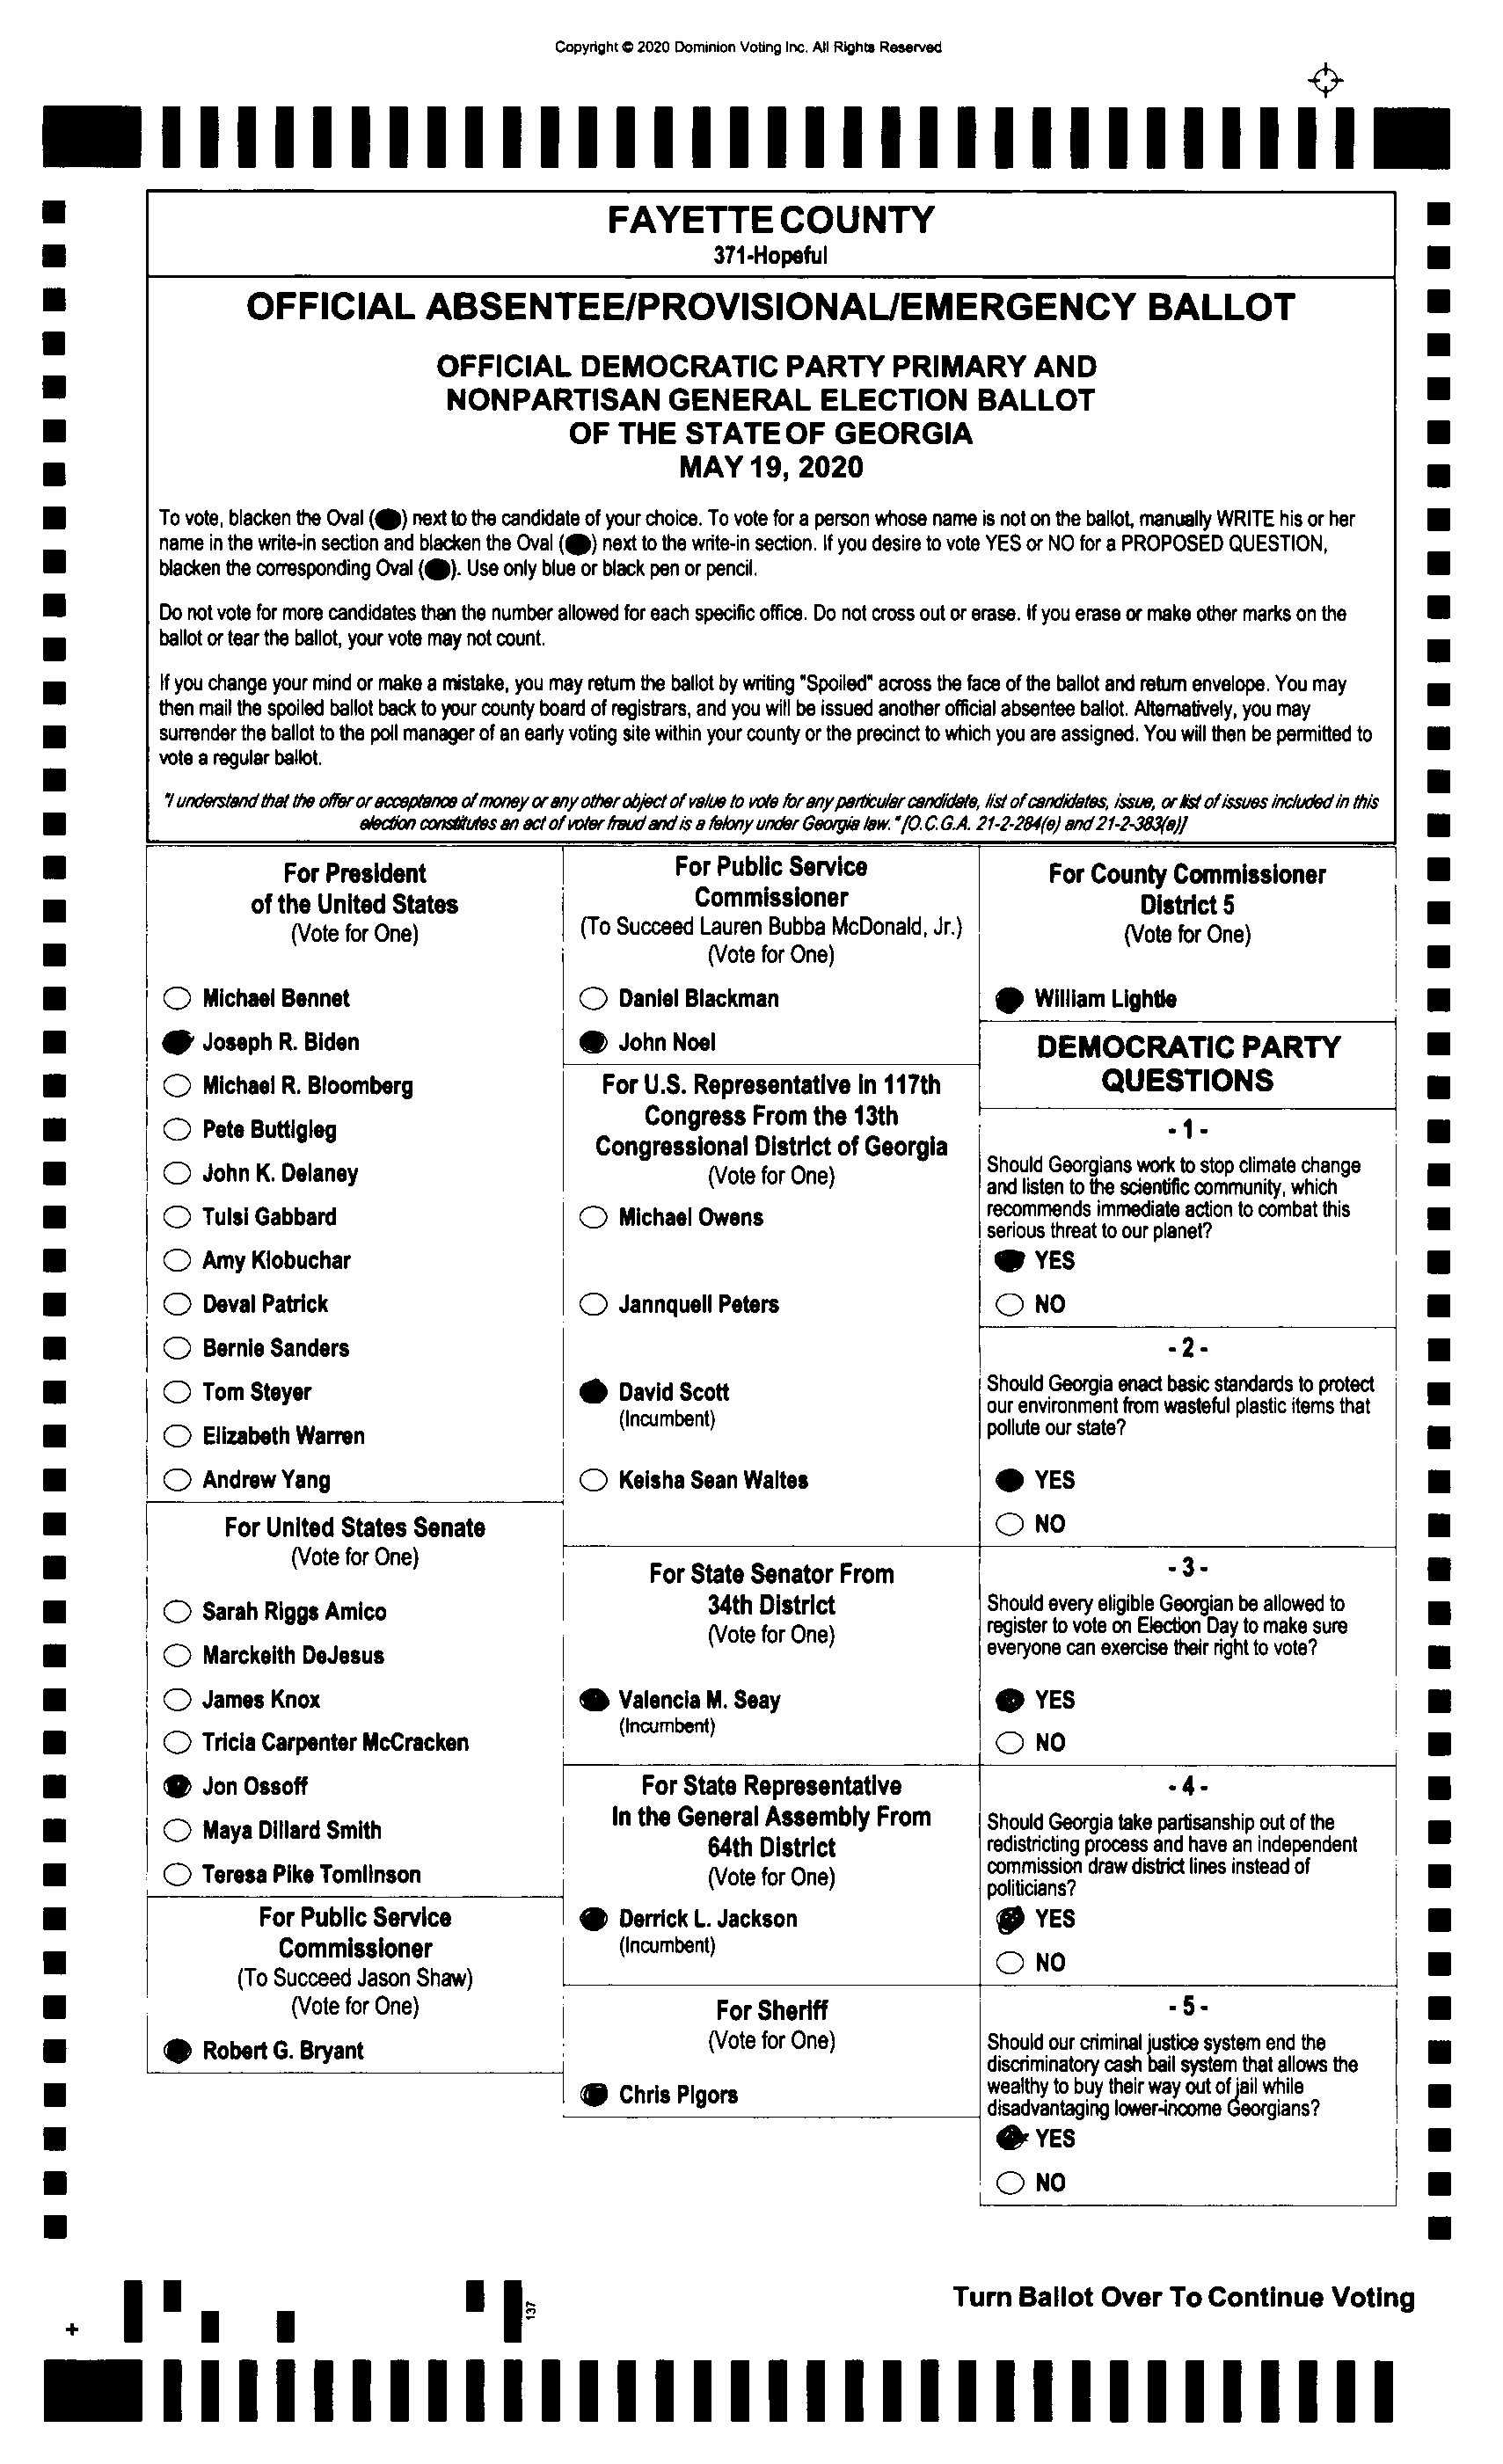 Copyright © 2020 Dominion Voting Inc. All Rights Reserved
FAYETTE COUNTY
371-Hopeful
OFFICIAL ABSENTEE/PROVISIONAL/EMERGENCY BALLOT
OFFICIAL DEMOCRATIC PARTY PRIMARY AND
NONPARTISAN GENERAL ELECTION BALLOT
OF THE STATE OF GEORGIA
MAY 19, 2020
To vote, blacken the Oval ( ) next to the candidate of your choice. To vote for a person whose name is not on the ballot, manually WRITE his or her
name in the write-in section and blacken the Oval ( ) next to the write-in section. If you desire to vote YES or NO for a PROPOSED QUESTION,
blacken the corresponding Oval ( ). Use only blue or black pen or pencil.
Do not vote for more candidates than the number allowed for each specific office. Do not cross out or erase. If you erase or make other marks on the
ballot or tear the ballot, your vote may not count.
If you change your mind or make a mistake, you may return the ballot by writing "Spoiled" across the face of the ballot and return envelope. You may
then mail the spoiled ballot back to your county board of registrars, and you will be issued another official absentee ballot. Alternatively, you may
surrender the ballot to the poll manager of an early voting site within your county or the precinct to which you are assigned. You will then be permitted to
vote a regular ballot.
"I understand that the offer or acceptance of money or any other object of value to vote for any particular candidate, list of candidates, issue, or list of issues included in this
election constitutes an act of voter fraud and is a felony under Georgia law." [O.C.G.A. 21-2-284(e) and 21-2-383(a)]
For President
of the United States
(Vote for One)
Michael Bennet
Joseph R. Biden
Michael R. Bloomberg
Pete Buttigieg
John K. Delaney
Tulsi Gabbard
Amy Klobuchar
Deval Patrick
Bernie Sanders
Tom Steyer
Elizabeth Warren
Andrew Yang
For United States Senate
(Vote for One)
Sarah Riggs Amico
Marckeith DeJesus
James Knox
Tricia Carpenter McCracken
Jon Ossoff
Maya Dillard Smith
Teresa Pike Tomlinson
For Public Service
Commissioner
(To Succeed Jason Shaw)
(Vote for One)
Robert G. Bryant
For Public Service
Commissioner
(To Succeed Lauren Bubba McDonald, Jr.)
(Vote for One)
Daniel Blackman
John Noel
For U.S. Representative in 117th
Congress From the 13th
Congressional District of Georgia
(Vote for One)
Michael Owens
Jannquell Peters
David Scott
(Incumbent)
Keisha Sean Waites
For State Senator From
34th District
(Vote for One)
Valencia M. Seay
(Incumbent)
For State Representative
In the General Assembly From
64th District
(Vote for One)
Derrick L. Jackson
(Incumbent)
For Sheriff
(Vote for One)
Chris Pigors
For County Commissioner
District 5
(Vote for One)
William Lightle
DEMOCRATIC PARTY
QUESTIONS
- 1 -
Should Georgians work to stop climate change
and listen to the scientific community, which
recommends immediate action to combat this
serious threat to our planet?
YES
NO
- 2 -
Should Georgia enact basic standards to protect
our environment from wasteful plastic items that
pollute our state?
YES
NO
- 3 -
Should every eligible Georgian be allowed to
register to vote on Election Day to make sure
everyone can exercise their right to vote?
YES
NO
- 4 -
Should Georgia take partisanship out of the
redistricting process and have an independent
commission draw district lines instead of
politicians?
YES
NO
- 5 -
Should our criminal justice system end the
discriminatory cash bail system that allows the
wealthy to buy their way out of jail while
disadvantaging lower-income Georgians?
YES
NO
Turn Ballot Over To Continue Voting
137